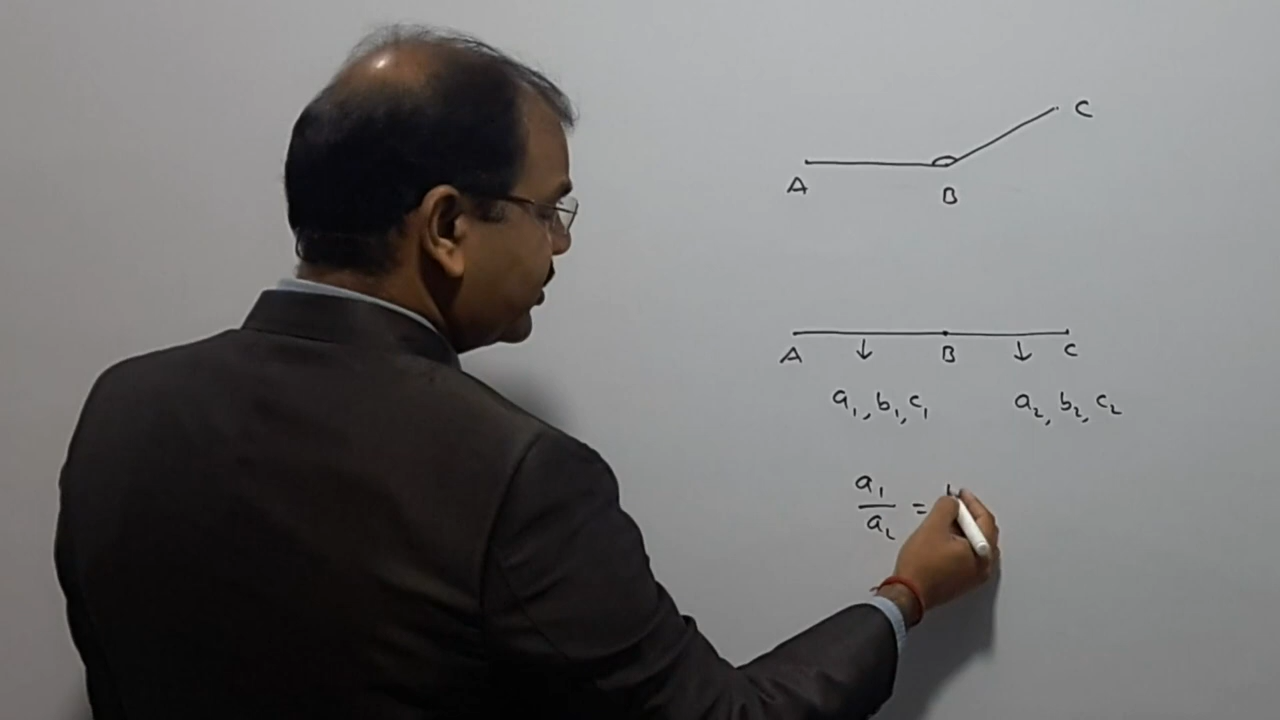 C
A B
A ↓ B ↓ C
a₁, b₁, c₁ a₂, b₂, c₂
a₁/a₂ =